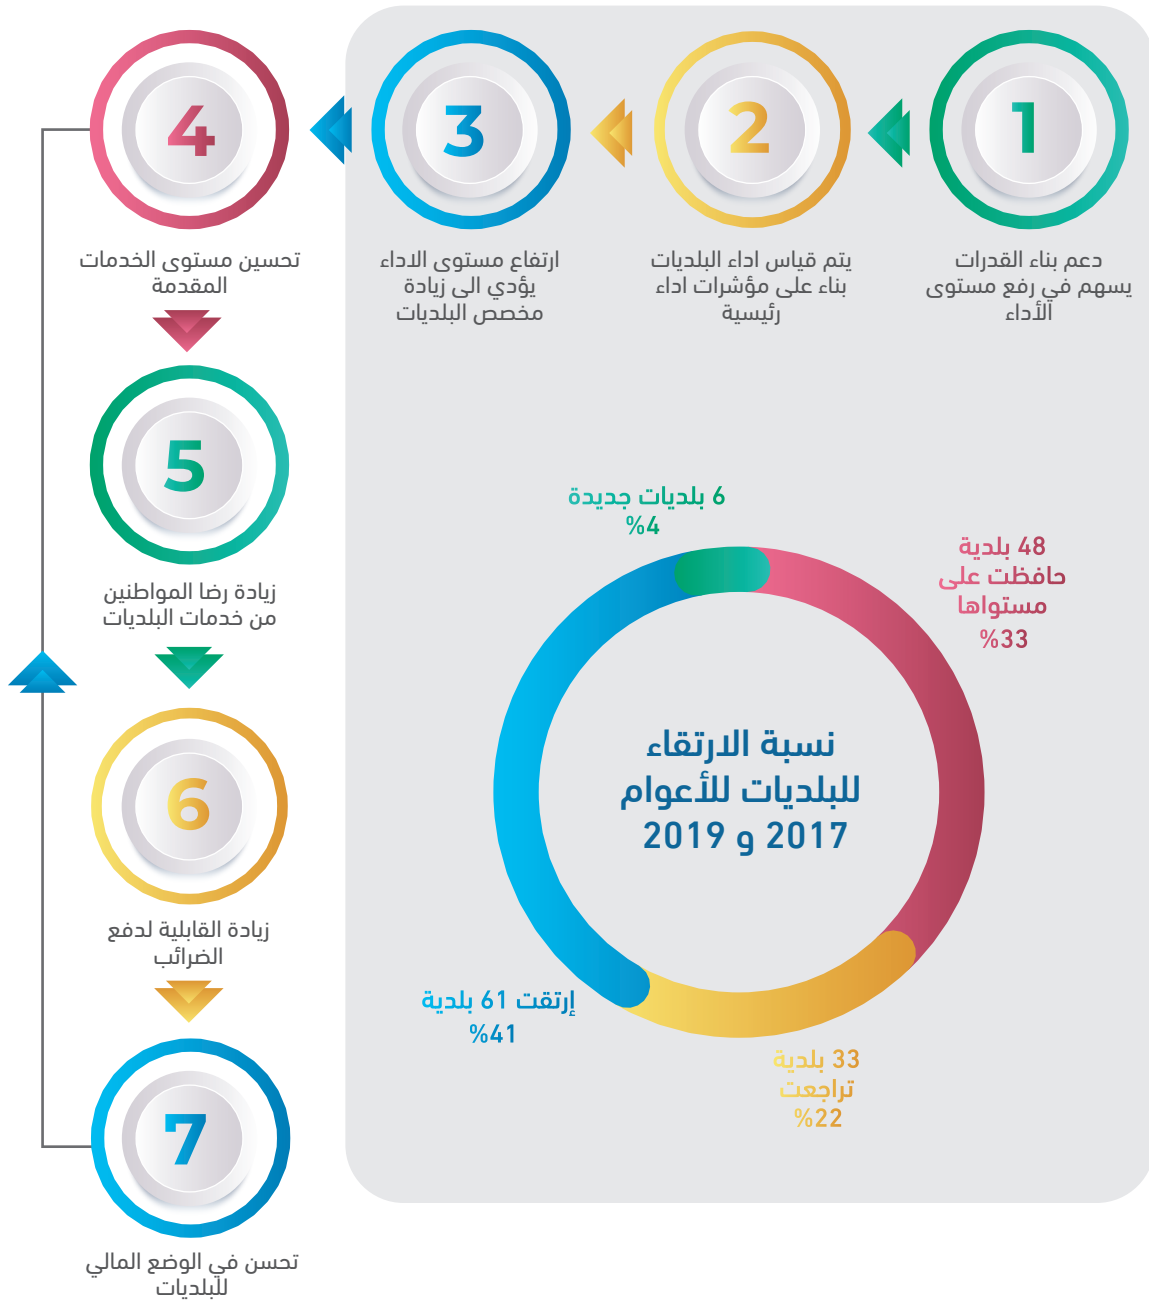 1
دعم بناء القدرات
يسهم في رفع مستوى
الأداء
2
يتم قياس اداء البلديات
بناء على مؤشرات اداء
رئيسية
3
ارتفاع مستوى الاداء
يؤدي الى زيادة
مخصص البلديات
4
تحسين مستوى الخدمات
المقدمة
5
زيادة رضا المواطنين
من خدمات البلديات
6
زيادة القابلية لدفع
الضرائب
7
تحسن في الوضع المالي
للبلديات
نسبة الارتقاء
للبلديات للأعوام
2017 و 2019
6 بلديات جديدة
%4
48 بلدية
حافظت على
مستواها
%33
33 بلدية
تراجعت
%22
إرتقت 61 بلدية
%41